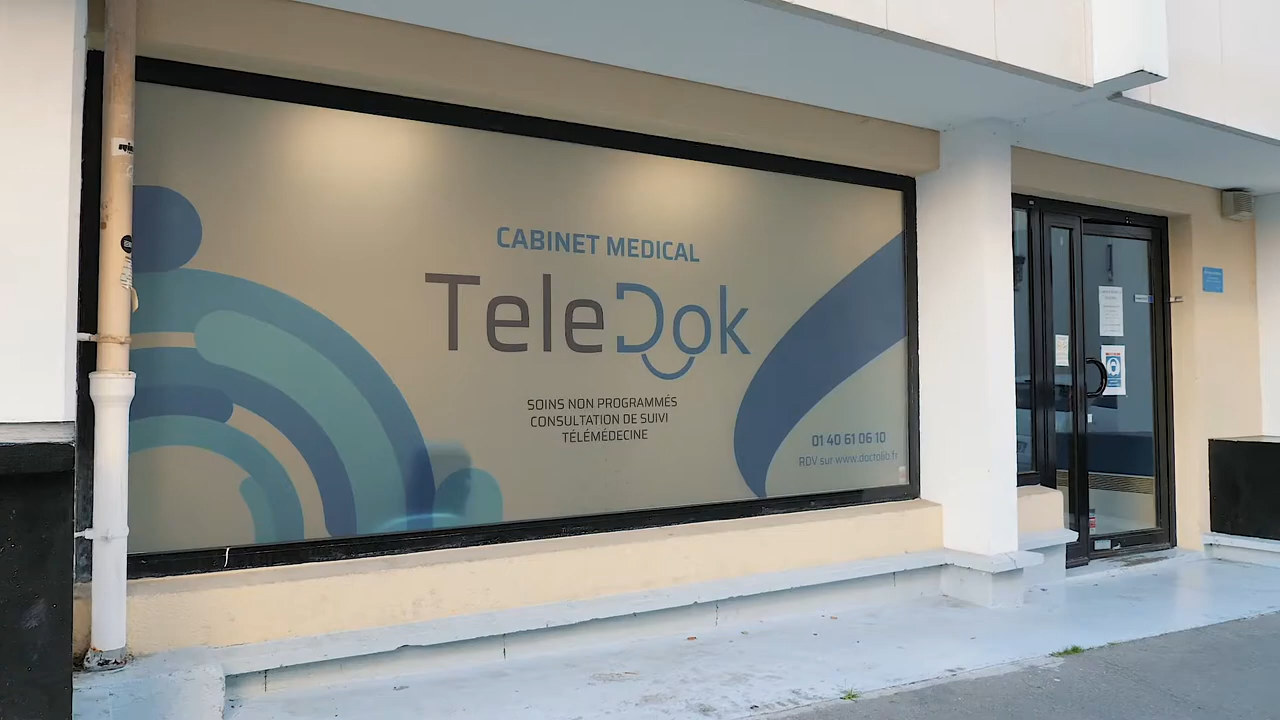 CABINET MEDICAL
TeleDok
SOINS NON PROGRAMMÉS
CONSULTATION DE SUIVI
TÉLÉMÉDECINE
01 40 61 06 10
RDV sur www.doctolib.fr